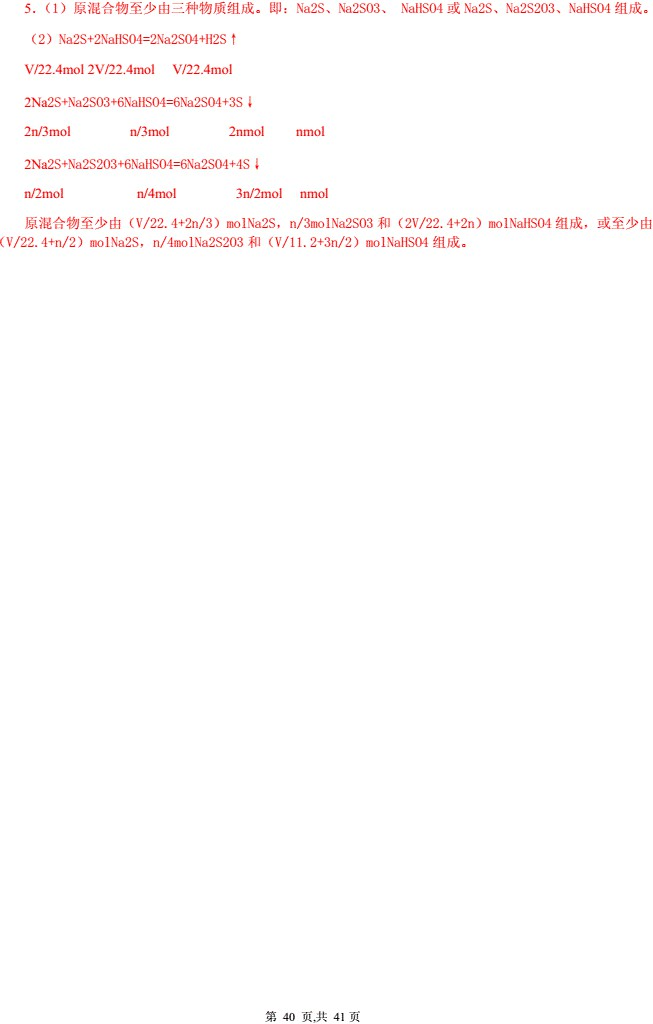 5.（1）原混合物至少由三种物质组成。即：Na2S、Na2SO3、 NaHSO4 或 Na2S、Na2S2O3、NaHSO4 组成。
（2）Na2S+2NaHSO4=2Na2SO4+H2S↑
V/22.4mol 2V/22.4mol V/22.4mol
2Na2S+Na2SO3+6NaHSO4=6Na2SO4+3S↓
2n/3mol n/3mol 2nmol nmol
2Na2S+Na2S2O3+6NaHSO4=6Na2SO4+4S↓
n/2mol n/4mol 3n/2mol nmol
原混合物至少由（V/22.4+2n/3）molNa2S，n/3molNa2SO3 和（2V/22.4+2n）molNaHSO4 组成，或至少由
（V/22.4+n/2）molNa2S，n/4molNa2S2O3 和（V/11.2+3n/2）molNaHSO4 组成。
第 40 页,共 41 页